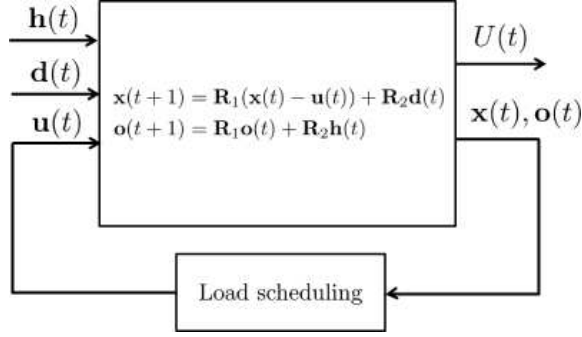 h(t)
d(t)
u(t)
x(t + 1) = R₁(x(t) − u(t)) + R₂d(t)
o(t + 1) = R₁o(t) + R₂h(t)
U(t)
x(t), o(t)
Load scheduling